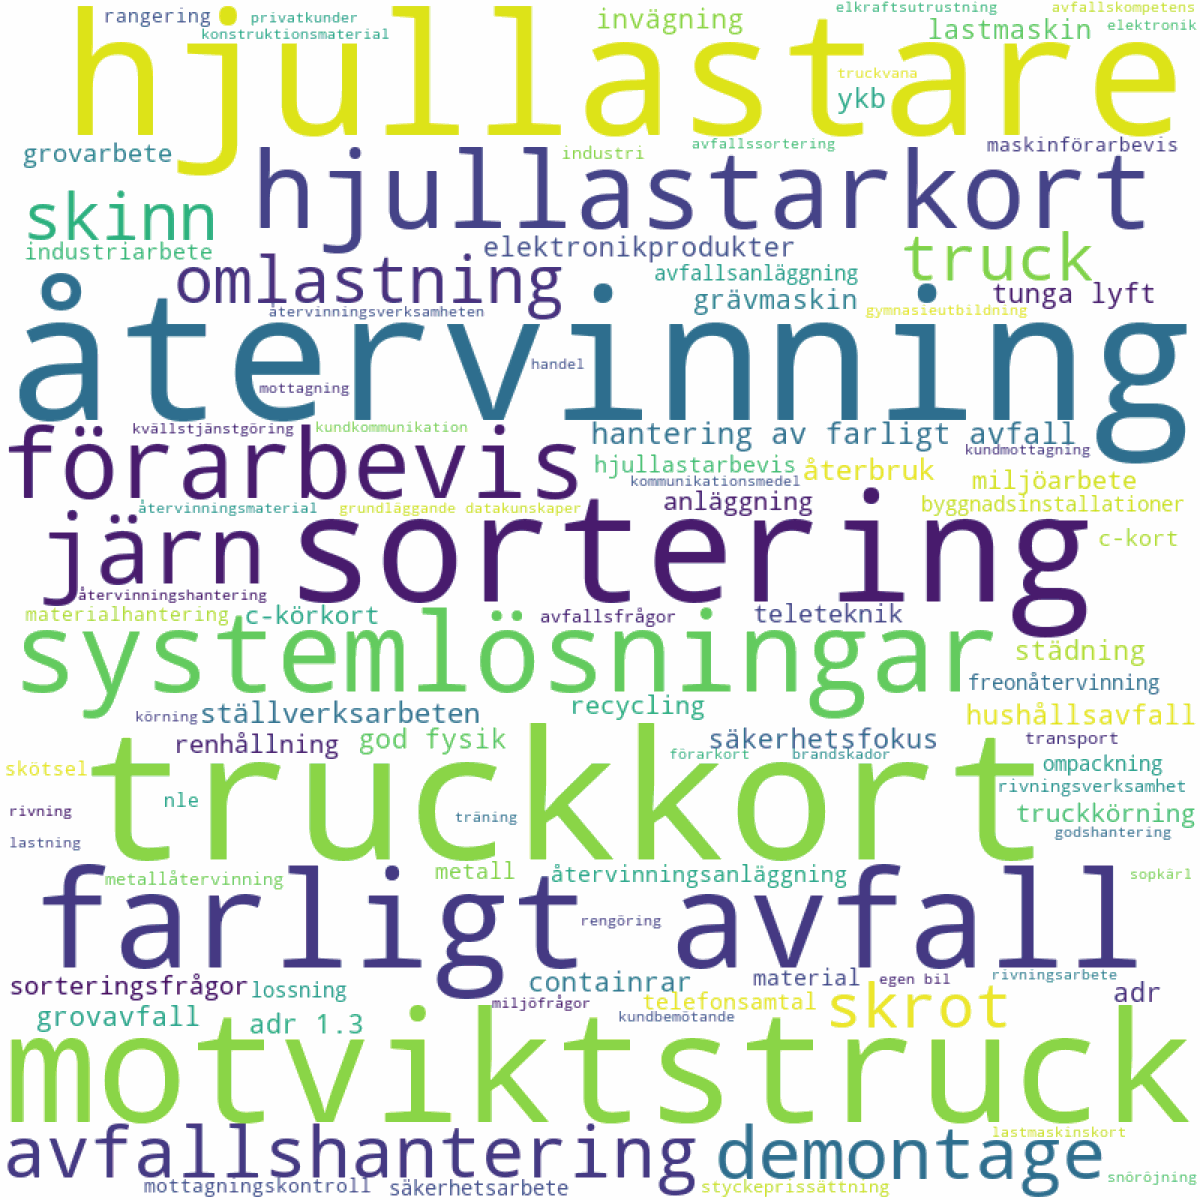 rangering
privatkunder
konstruktionsmaterial
invägning
elkraftsutrustning
avfallskompetens
lastmaskin
elektronik
hjullastare
truckvana
ykb
grovarbete
industri
avfallssortering
maskinförarbevis
hjullastarkort
skinn
industriarbete
elektronikprodukter
truck
omlastning
avfallsanläggning
grävmaskin
tunga lyft
återvinningsverksamheten
gymnasieutbildning
återvinning
handel
mottagning
kvällstjänstgöring
kundkommunikation
hantering av farligt avfall
kundmottagning
förarbevis
hjullastarbevis
återbruk
miljöarbete
kommunikationsmedel
anläggning
byggnadsinstallationer
återvinningsmaterial
grundläggande datakunskaper
järn
sortering
c-kort
återvinningshantering
materialhantering
c-körkort
avfallsfrågor
teleteknik
systemlösningar
städning
freonåtervinning
körning
ställverksarbeten
recycling
hushållsavfall
renhållning
god fysik
säkerhetsfokus
transport
förarkort
brandskador
skötsel
truckkort
ompackning
rivningsverksamhet
nle
rivning
träning
truckkörning
lastning
godshantering
metallåtervinning
metall
återvinningsanläggning
sopkärl
farligt avfall
rengöring
sorteringsfrågor
lossning
containrar
material
egen bil
rivningsarbete
adr
miljöfrågor
telefonsamtal
skrot
grovavfall
adr 1.3
kundbemötande
motviktstruck
avfallshantering
demontage
lastmaskinskort
mottagningskontroll
säkerhetsarbete
styckeprissättning
snöröjning